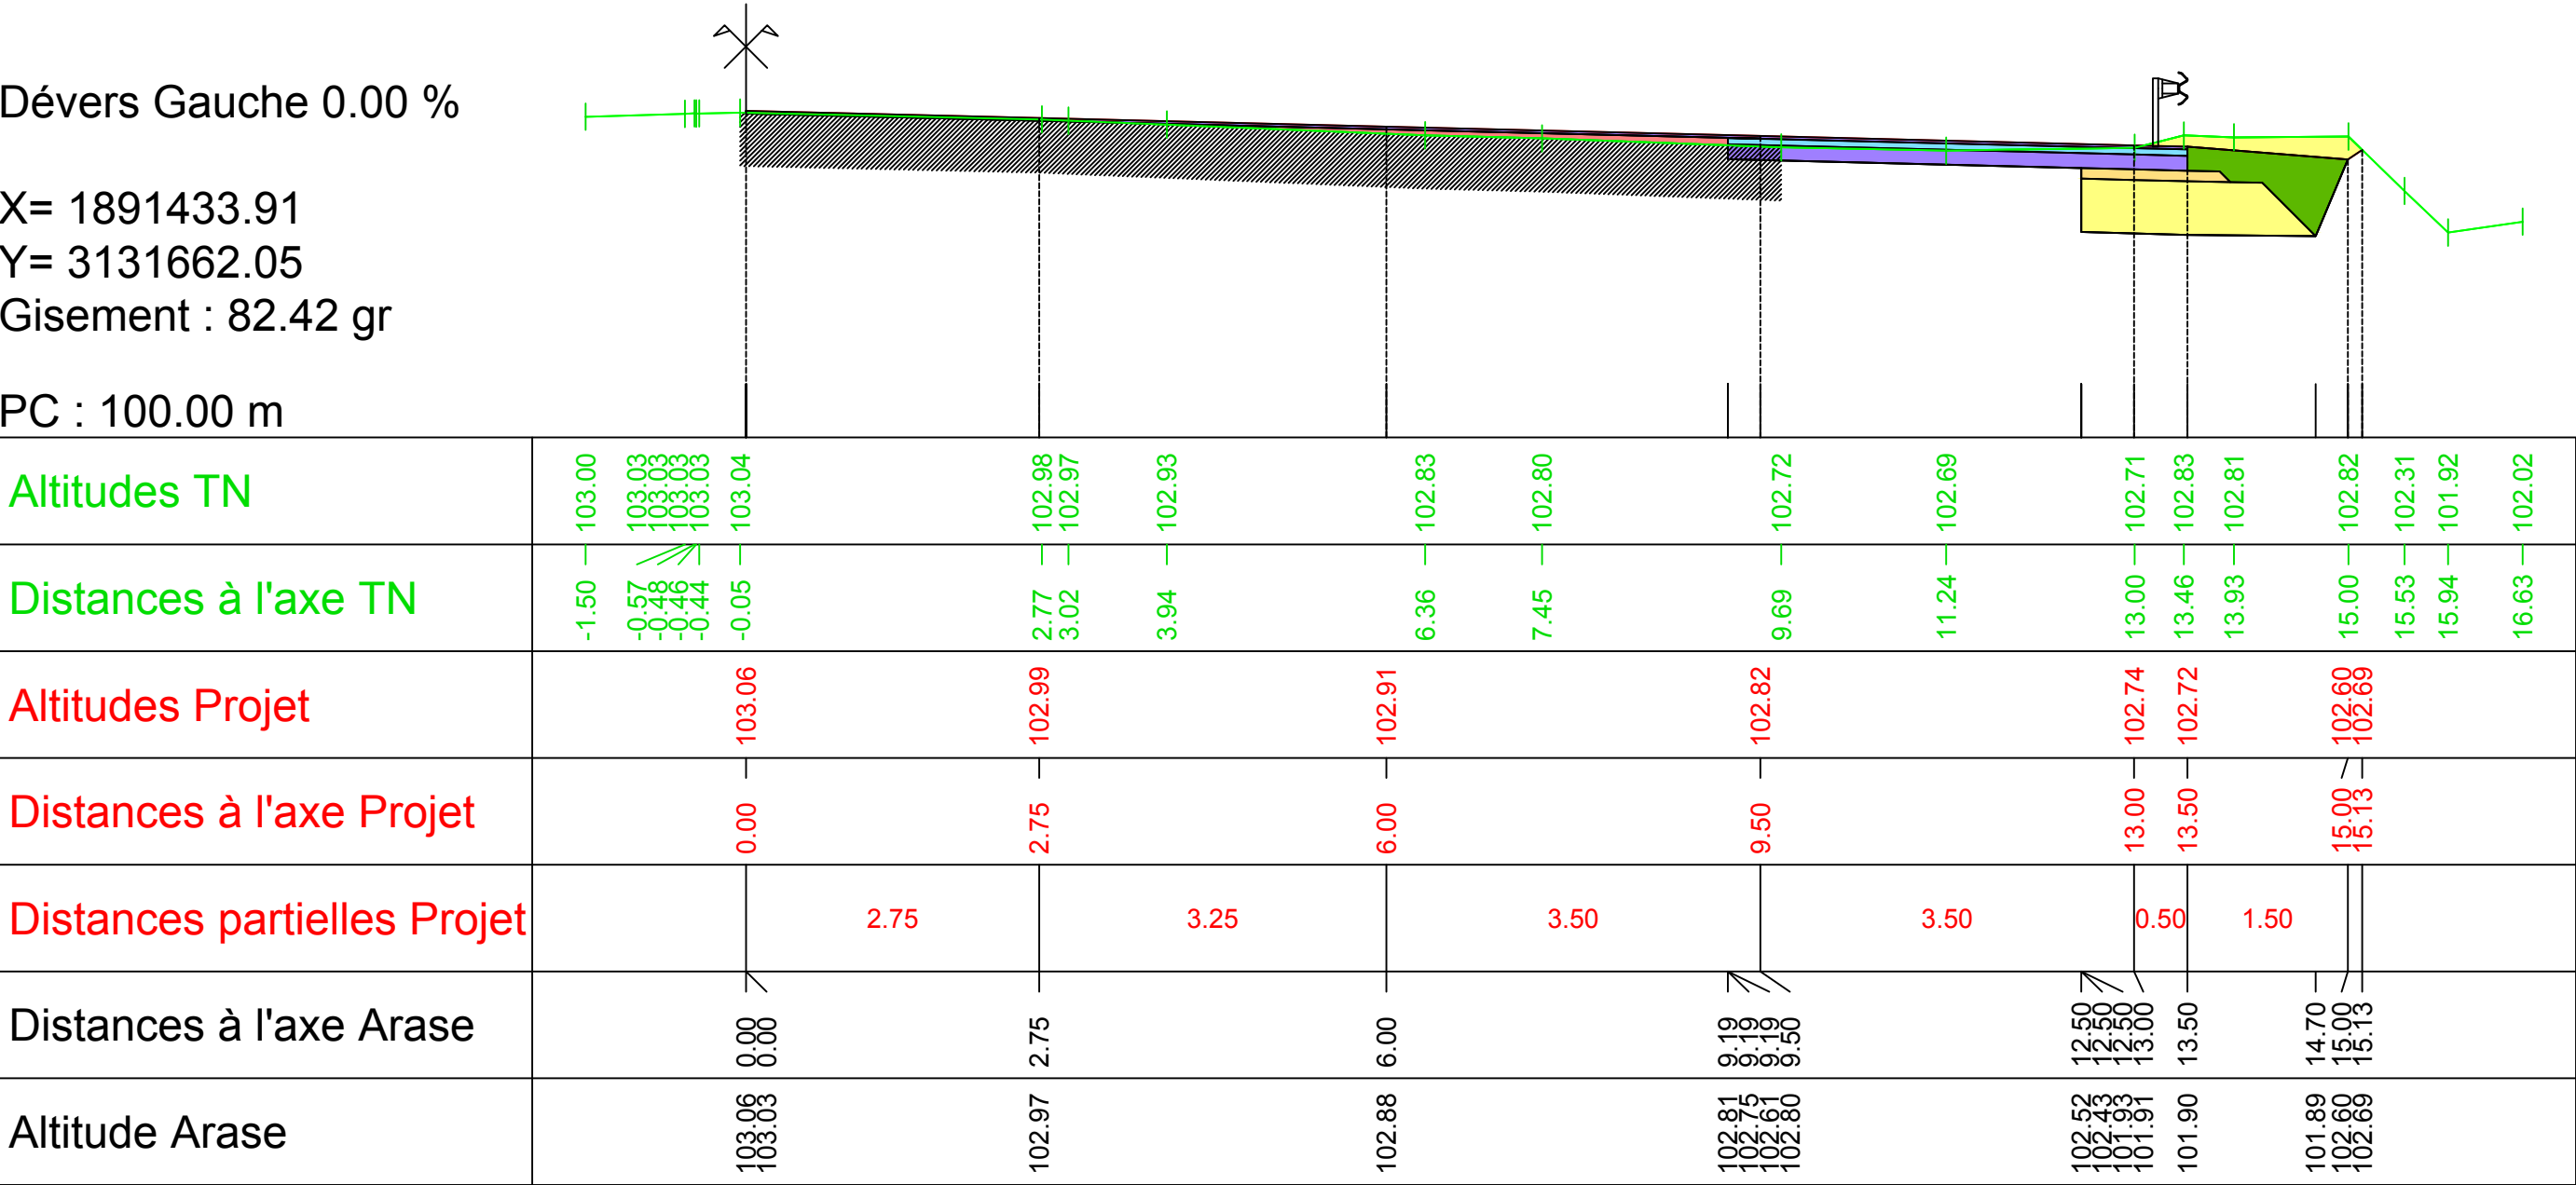 Dévers Gauche 0.00 %
X= 1891433.91
Y= 3131662.05
Gisement : 82.42 gr
PC : 100.00 m
Altitudes TN 103.00 103.03 103.03 103.03 103.03 103.04 102.98 102.97 102.93 102.83 102.80 102.72 102.69 102.71 102.83 102.81 102.82 102.31 101.92 102.02
Distances à l'axe TN -1.50 -0.57 -0.48 -0.46 -0.44 -0.05 2.77 3.02 3.94 6.36 7.45 9.69 11.24 13.00 13.46 13.93 15.00 15.53 15.94 16.63
Altitudes Projet 103.06 102.99 102.91 102.82 102.74 102.72 102.60 102.69
Distances à l'axe Projet 0.00 2.75 6.00 9.50 13.00 13.50 15.00 15.13
Distances partielles Projet 2.75 3.25 3.50 3.50 0.50 1.50
Distances à l'axe Arase 0.00 0.00 2.75 6.00 9.19 9.19 9.19 9.50 12.50 12.50 12.50 13.00 13.50 14.70 15.00 15.13
Altitude Arase 103.06 103.03 102.97 102.88 102.81 102.75 102.61 102.80 102.52 102.43 101.93 101.91 101.90 101.89 102.60 102.69